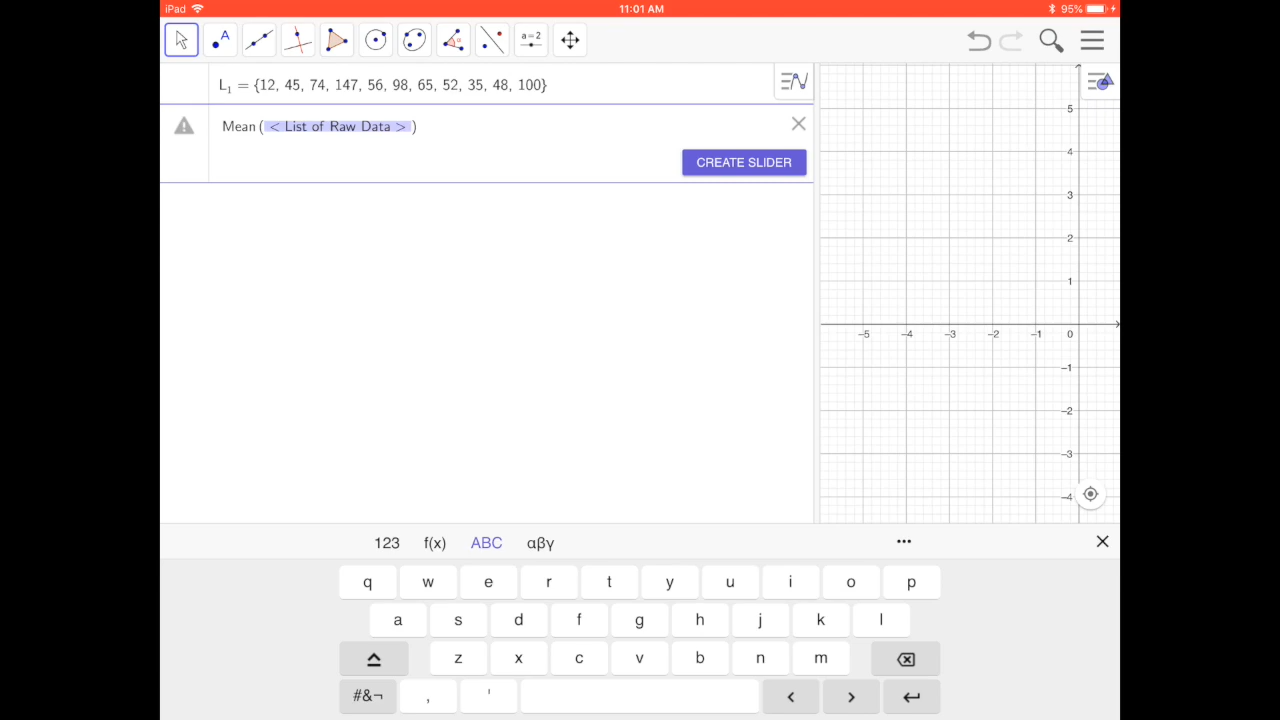 iPad 11:01 AM 95%
A a = 2
L₁ = {12, 45, 74, 147, 56, 98, 65, 52, 35, 48, 100}
Mean ( < List of Raw Data > )
CREATE SLIDER
5
4
3
2
1
–5 –4 –3 –2 –1 0
–1
–2
–3
–4
123 f(x) ABC αβγ ...
q w e r t y u i o p
a s d f g h j k l
z x c v b n m
#&¬ , ' < >